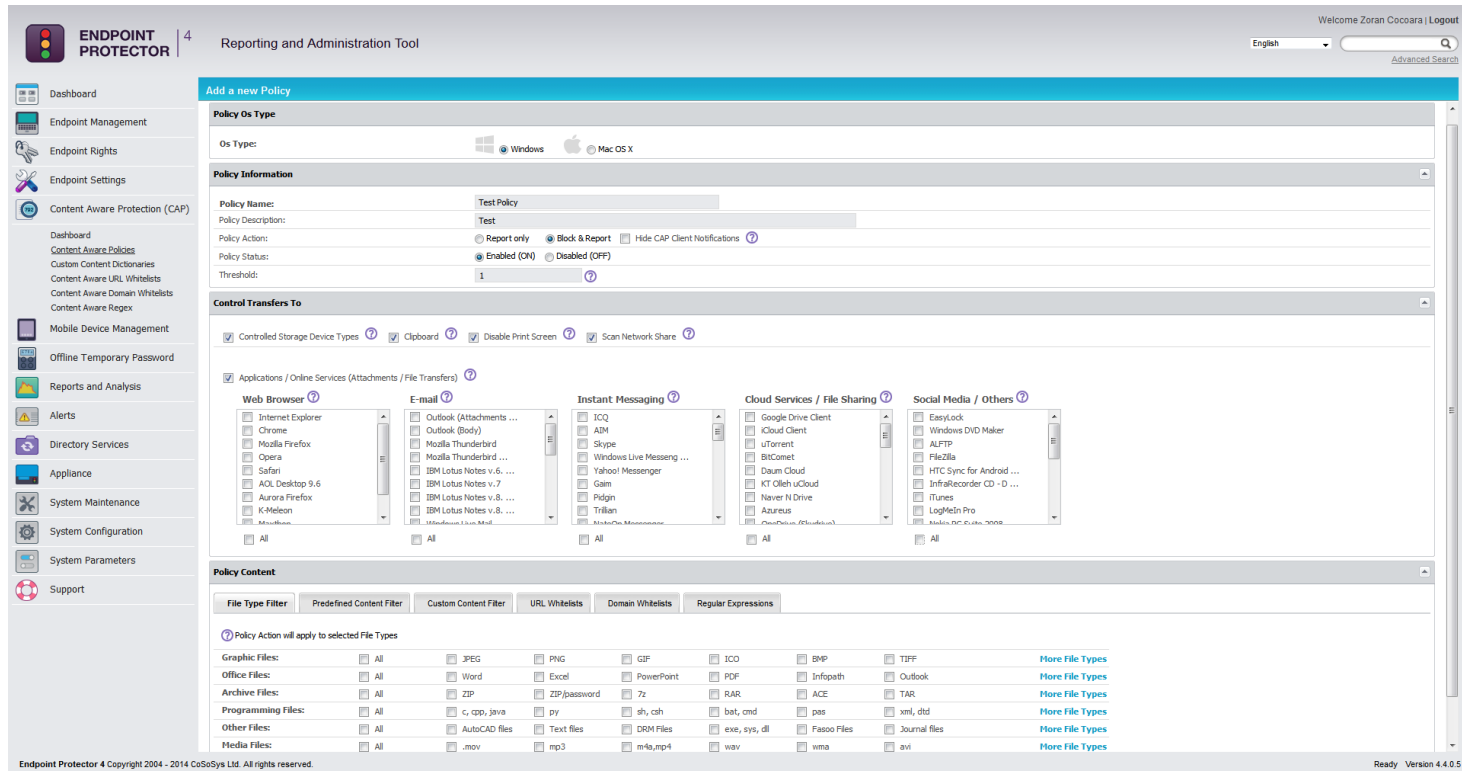 Welcome Zoran Cocoara | Logout
ENDPOINT PROTECTOR 4
Reporting and Administration Tool
English
Advanced Search
Dashboard
Endpoint Management
Endpoint Rights
Endpoint Settings
Content Aware Protection (CAP)
Dashboard
Content Aware Policies
Custom Content Dictionaries
Content Aware URL Whitelists
Content Aware Domain Whitelists
Content Aware Regex
Mobile Device Management
Offline Temporary Password
Reports and Analysis
Alerts
Directory Services
Appliance
System Maintenance
System Configuration
System Parameters
Support
Add a new Policy
Policy Os Type
Os Type: Windows Mac OS X
Policy Information
Policy Name: Test Policy
Policy Description: Test
Policy Action: Report only Block & Report Hide CAP Client Notifications ?
Policy Status: Enabled (ON) Disabled (OFF)
Threshold: 1 ?
Control Transfers To
Controlled Storage Device Types ? Clipboard ? Disable Print Screen ? Scan Network Share ?
Applications / Online Services (Attachments / File Transfers) ?
Web Browser ?
Internet Explorer
Chrome
Mozilla Firefox
Opera
Safari
AOL Desktop 9.6
Aurora Firefox
K-Meleon
Maxthon
All
E-mail ?
Outlook (Attachments ...
Outlook (Body)
Mozilla Thunderbird
Mozilla Thunderbird ...
IBM Lotus Notes v.6. ...
IBM Lotus Notes v.7
IBM Lotus Notes v.8. ...
IBM Lotus Notes v.8. ...
Windows Live Mail
All
Instant Messaging ?
ICQ
AIM
Skype
Windows Live Messeng ...
Yahoo! Messenger
Gaim
Pidgin
Trillian
NateOn Messenger
All
Cloud Services / File Sharing ?
Google Drive Client
iCloud Client
uTorrent
BitComet
Daum Cloud
KT Olleh uCloud
Naver N Drive
Azureus
OneDrive (Skydrive)
All
Social Media / Others ?
EasyLock
Windows DVD Maker
ALFTP
FileZilla
HTC Sync for Android ...
InfraRecorder CD - D ...
iTunes
LogMeIn Pro
Nokia PC Suite 2008
All
Policy Content
File Type Filter Predefined Content Filter Custom Content Filter URL Whitelists Domain Whitelists Regular Expressions
? Policy Action will apply to selected File Types
Graphic Files: All JPEG PNG GIF ICO BMP TIFF More File Types
Office Files: All Word Excel PowerPoint PDF Infopath Outlook More File Types
Archive Files: All ZIP ZIP/password 7z RAR ACE TAR More File Types
Programming Files: All c, cpp, java py sh, csh bat, cmd pas xml, dtd More File Types
Other Files: All AutoCAD files Text files DRM Files exe, sys, dll Fasoo Files Journal files More File Types
Media Files: All .mov mp3 m4a,mp4 wav wma avi More File Types
Endpoint Protector 4 Copyright 2004 - 2014 CoSoSys Ltd. All rights reserved.
Ready Version 4.4.0.5